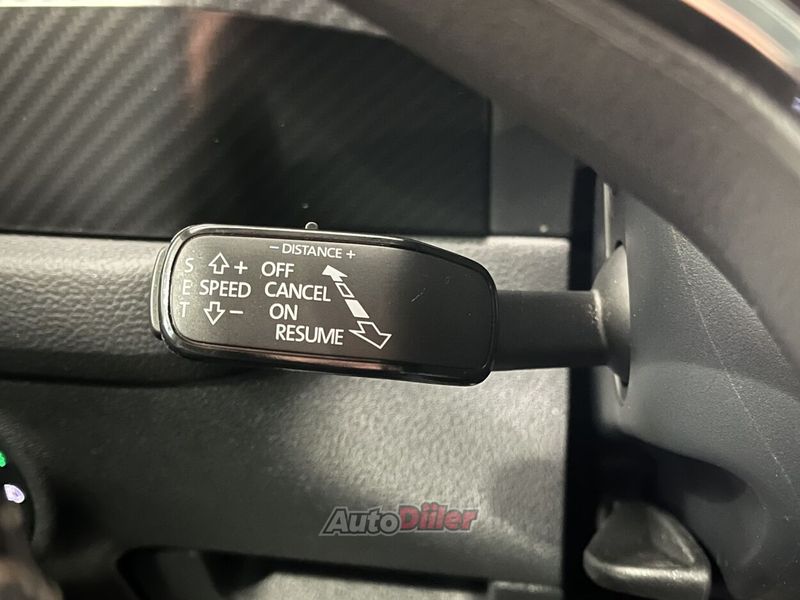 - DISTANCE +
S + OFF
E SPEED CANCEL
T - ON
RESUME
AutoDiiler